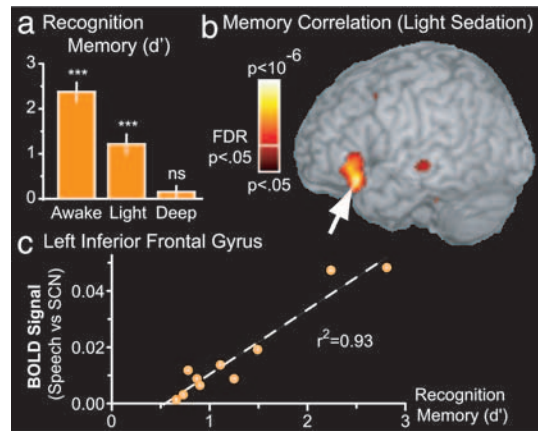 a Recognition
Memory (d')
3
2
1
0
***
***
ns
Awake Light Deep
b Memory Correlation (Light Sedation)
p<10-6
FDR
p<.05
p<.05
c Left Inferior Frontal Gyrus
BOLD Signal
(Speech vs SCN)
0.04
0.02
0.00
r2=0.93
0 1 2 3
Recognition
Memory (d')